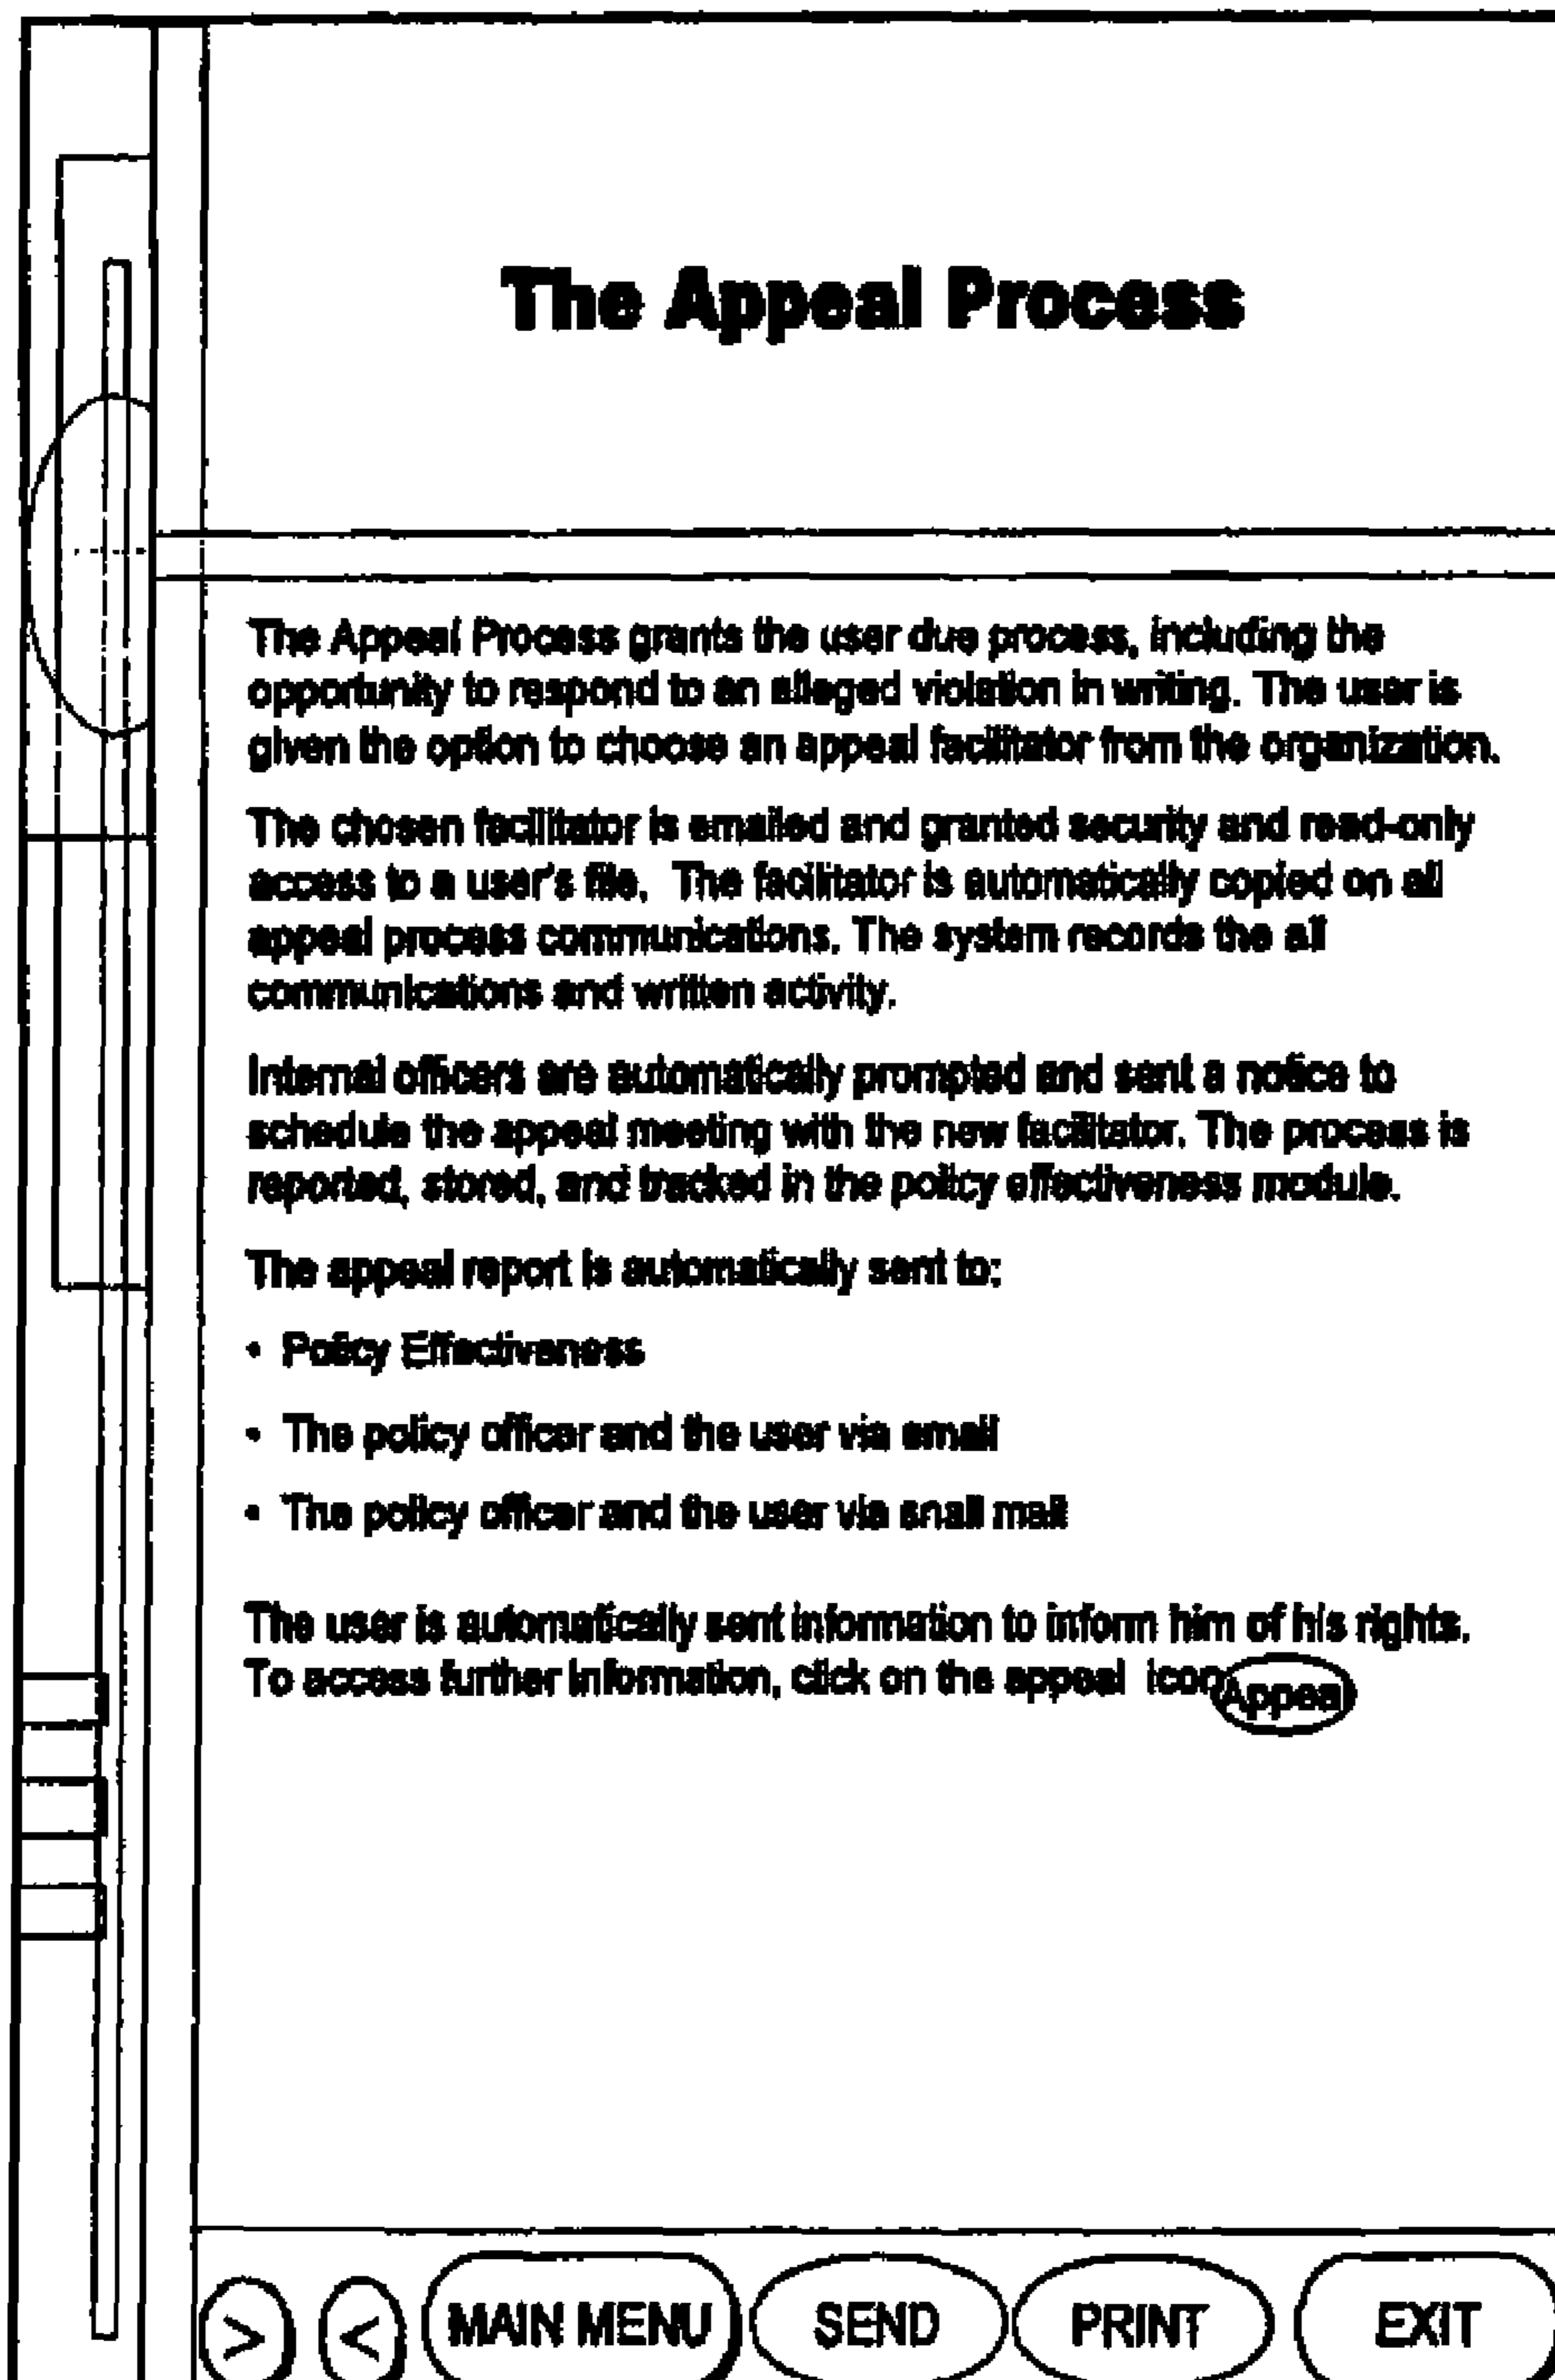 The Appeal Process
The Appeal Process grants the user due process, including the
opportunity to respond to an alleged violation in writing. The user is
given the option to choose an appeal facilitator from the organization.
The chosen facilitator is emailed and granted security and read-only
access to a user's file. The facilitator is automatically copied on all
appeal process communications. The system records the all
communications and written activity.
Internal officers are automatically prompted and sent a notice to
schedule the appeal meeting with the new facilitator. The process is
reported, stored, and tracked in the policy effectiveness module.
The appeal report is automatically sent to:
• Policy Effectiveness
• The policy officer and the user via email
• The policy officer and the user via snail mail
The user is automatically sent information to inform him of his rights.
To access further information, click on the appeal icon Appeal
> < MAIN MENU SEND PRINT EXIT